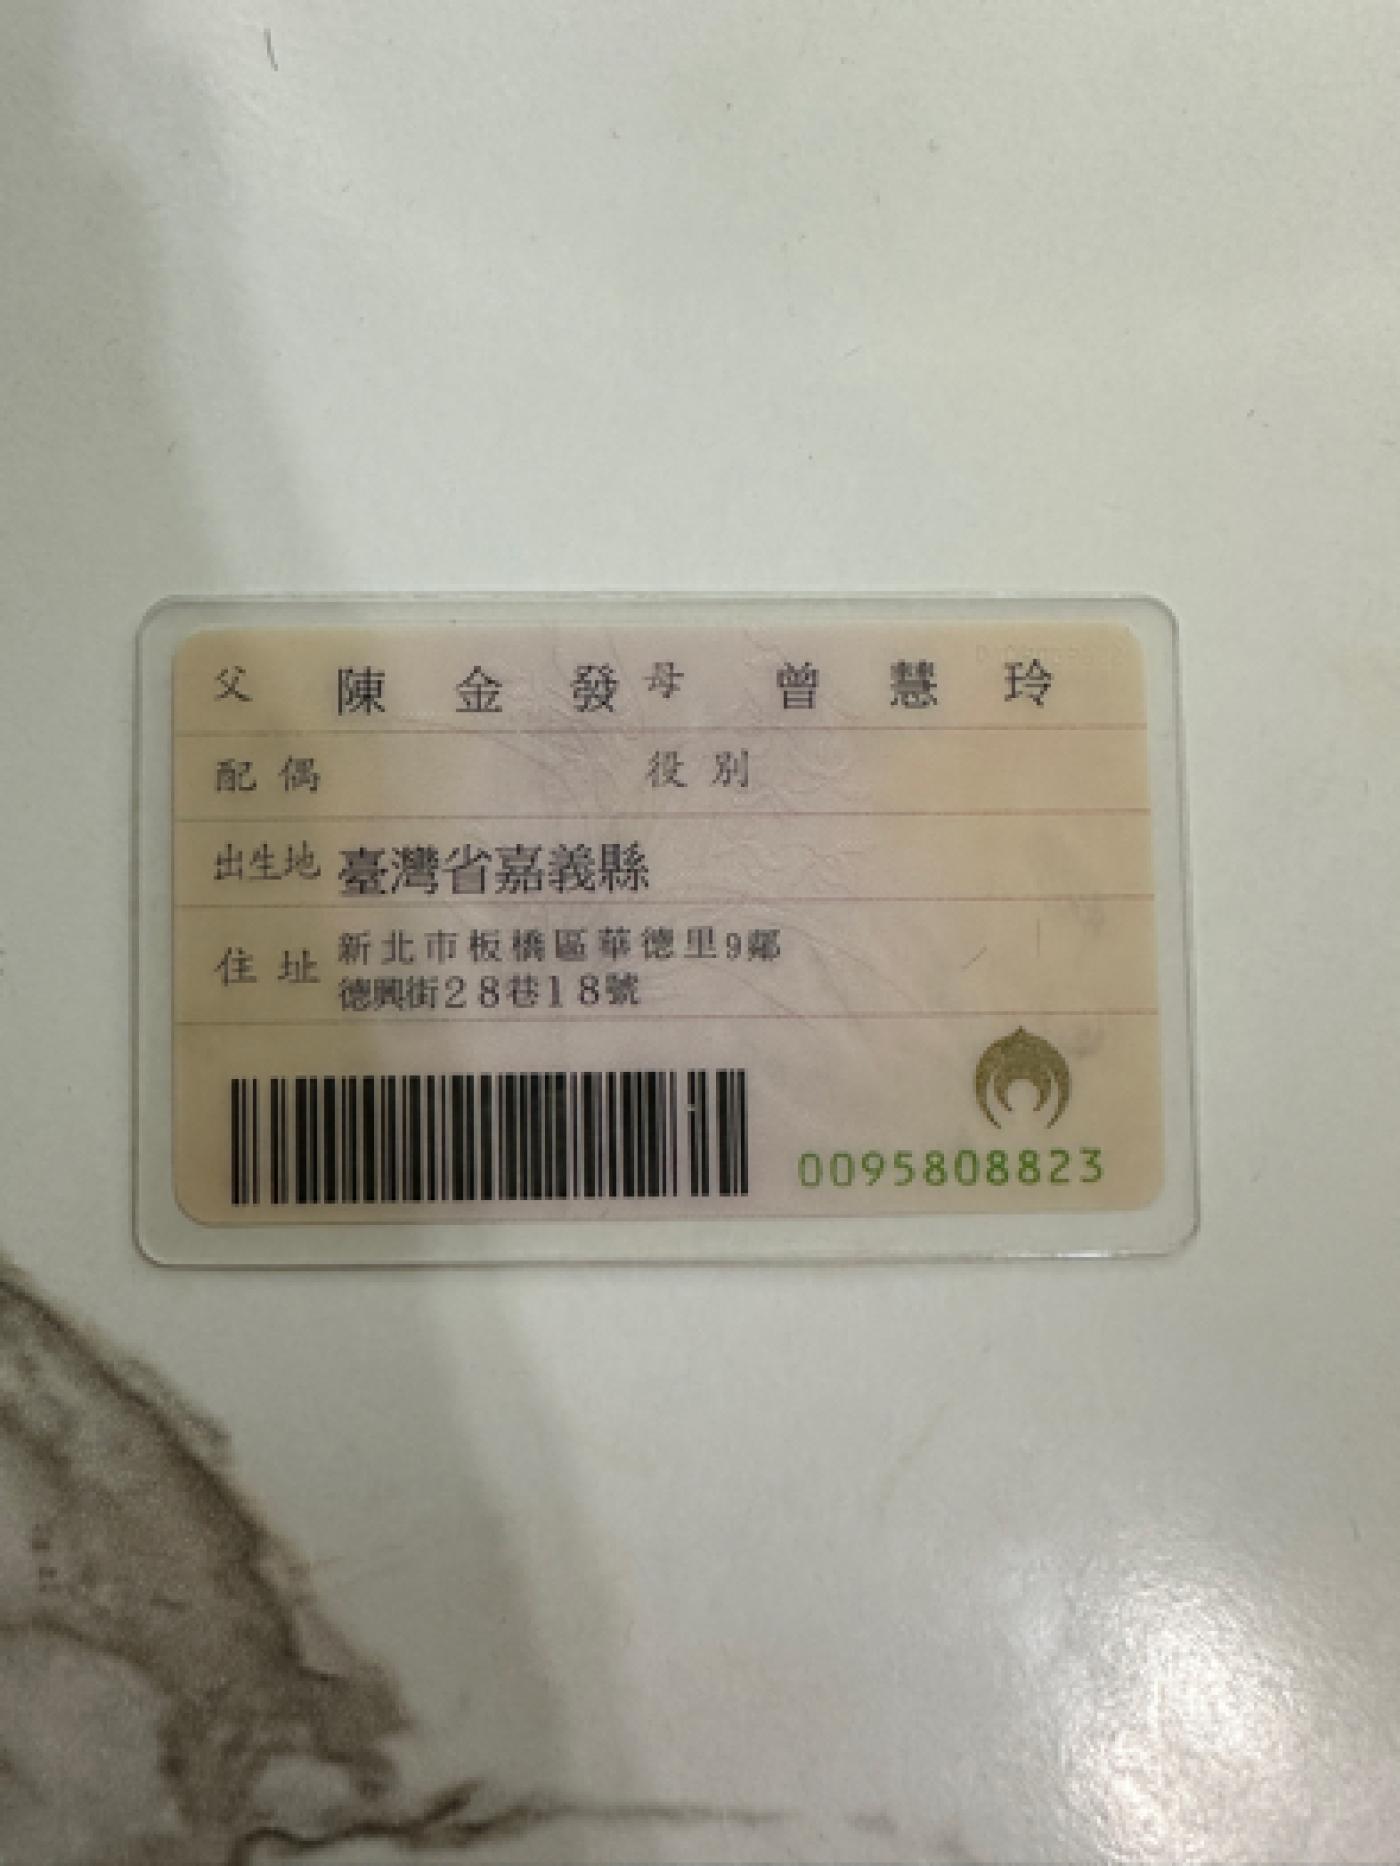 父 陳金發 母 曾慧玲
配偶 役別
出生地 臺灣省嘉義縣
住址 新北市板橋區華德里9鄰
德興街28巷18號
0095808823